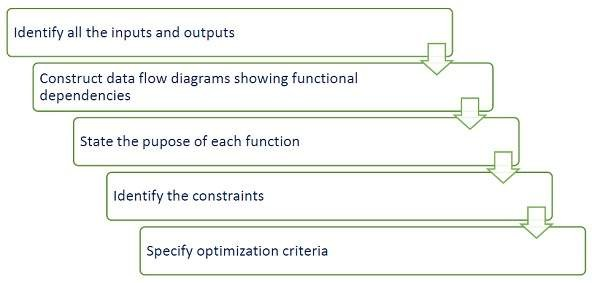 Identify all the inputs and outputs
Construct data flow diagrams showing functional
dependencies
State the pupose of each function
Identify the constraints
Specify optimization criteria